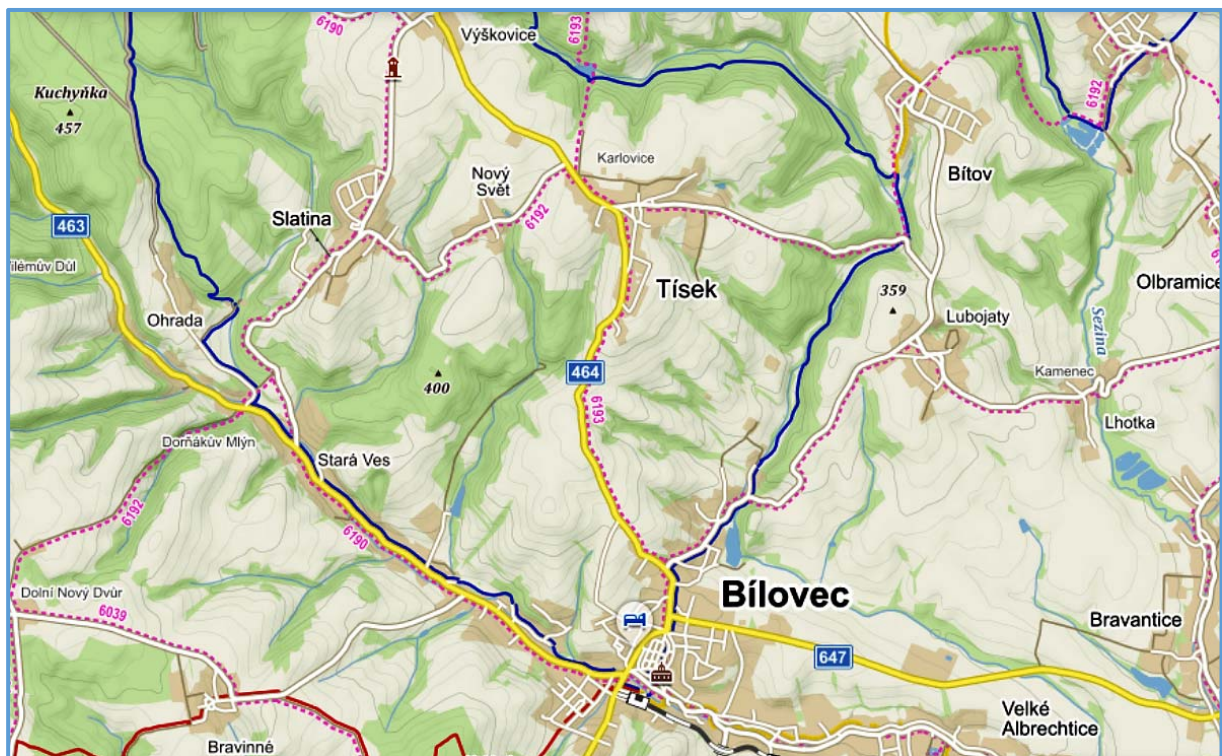 6190
Výškovice
6193
6192
Kuchyňka
457
Karlovice
Nový
Svět
Bítov
Slatina
6192
463
Tísek
359
Olbramice
Ohrada
Lubojaty
Sezina
464
400
Kamenec
6193
Lhotka
Dorňákův Mlýn
Stará Ves
6192
6190
Dolní Nový Dvůr
6039
Bílovec
Bravantice
647
Velké
Albrechtice
Bravinné